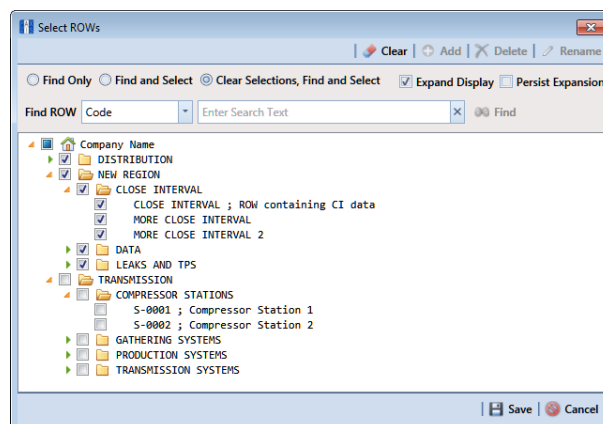 Select ROWs
Clear Add Delete Rename
Find Only Find and Select Clear Selections, Find and Select Expand Display Persist Expansion
Find ROW Code Enter Search Text Find
Company Name
DISTRIBUTION
NEW REGION
CLOSE INTERVAL
CLOSE INTERVAL ; ROW containing CI data
MORE CLOSE INTERVAL
MORE CLOSE INTERVAL 2
DATA
LEAKS AND TPS
TRANSMISSION
COMPRESSOR STATIONS
S-0001 ; Compressor Station 1
S-0002 ; Compressor Station 2
GATHERING SYSTEMS
PRODUCTION SYSTEMS
TRANSMISSION SYSTEMS
Save Cancel